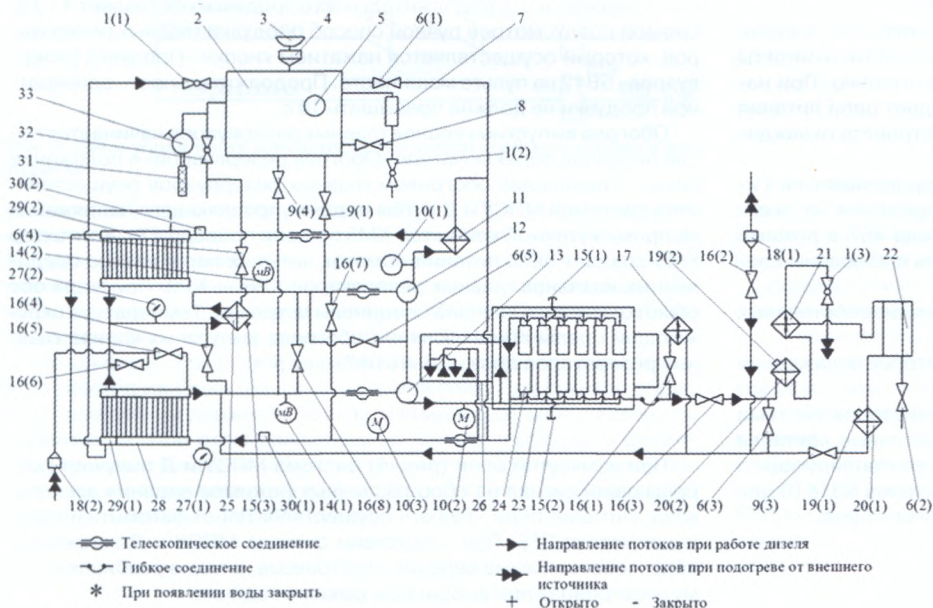 1(1) 2 3 4 5 6(1) 7
33
32
31
30(2)
29(2)
6(4)
14(2)
27(2)
16(4)
16(5)
16(6)
8
1(2)
11
12
9(4) 9(1) 10(1)
16(7)
6(5) 13 15(1) 17 19(2) 16(2) 18(1) 21 1(3) 22
мВ
мВ
М
М
18(2) 29(1) 28 27(1) 25 15(3) 30(1) 14(1) 16(8) 10(3) 10(2) 26 24 23 15(2) 16(1) 16(3) 20(2) 6(2) 6(3) 9(3) 19(1) 20(1) 6(2)
Телескопическое соединение
Гибкое соединение
* При появлении воды закрыть
Направление потоков при работе дизеля
Направление потоков при подогреве от внешнего
источника
+ Открыто - Закрыто